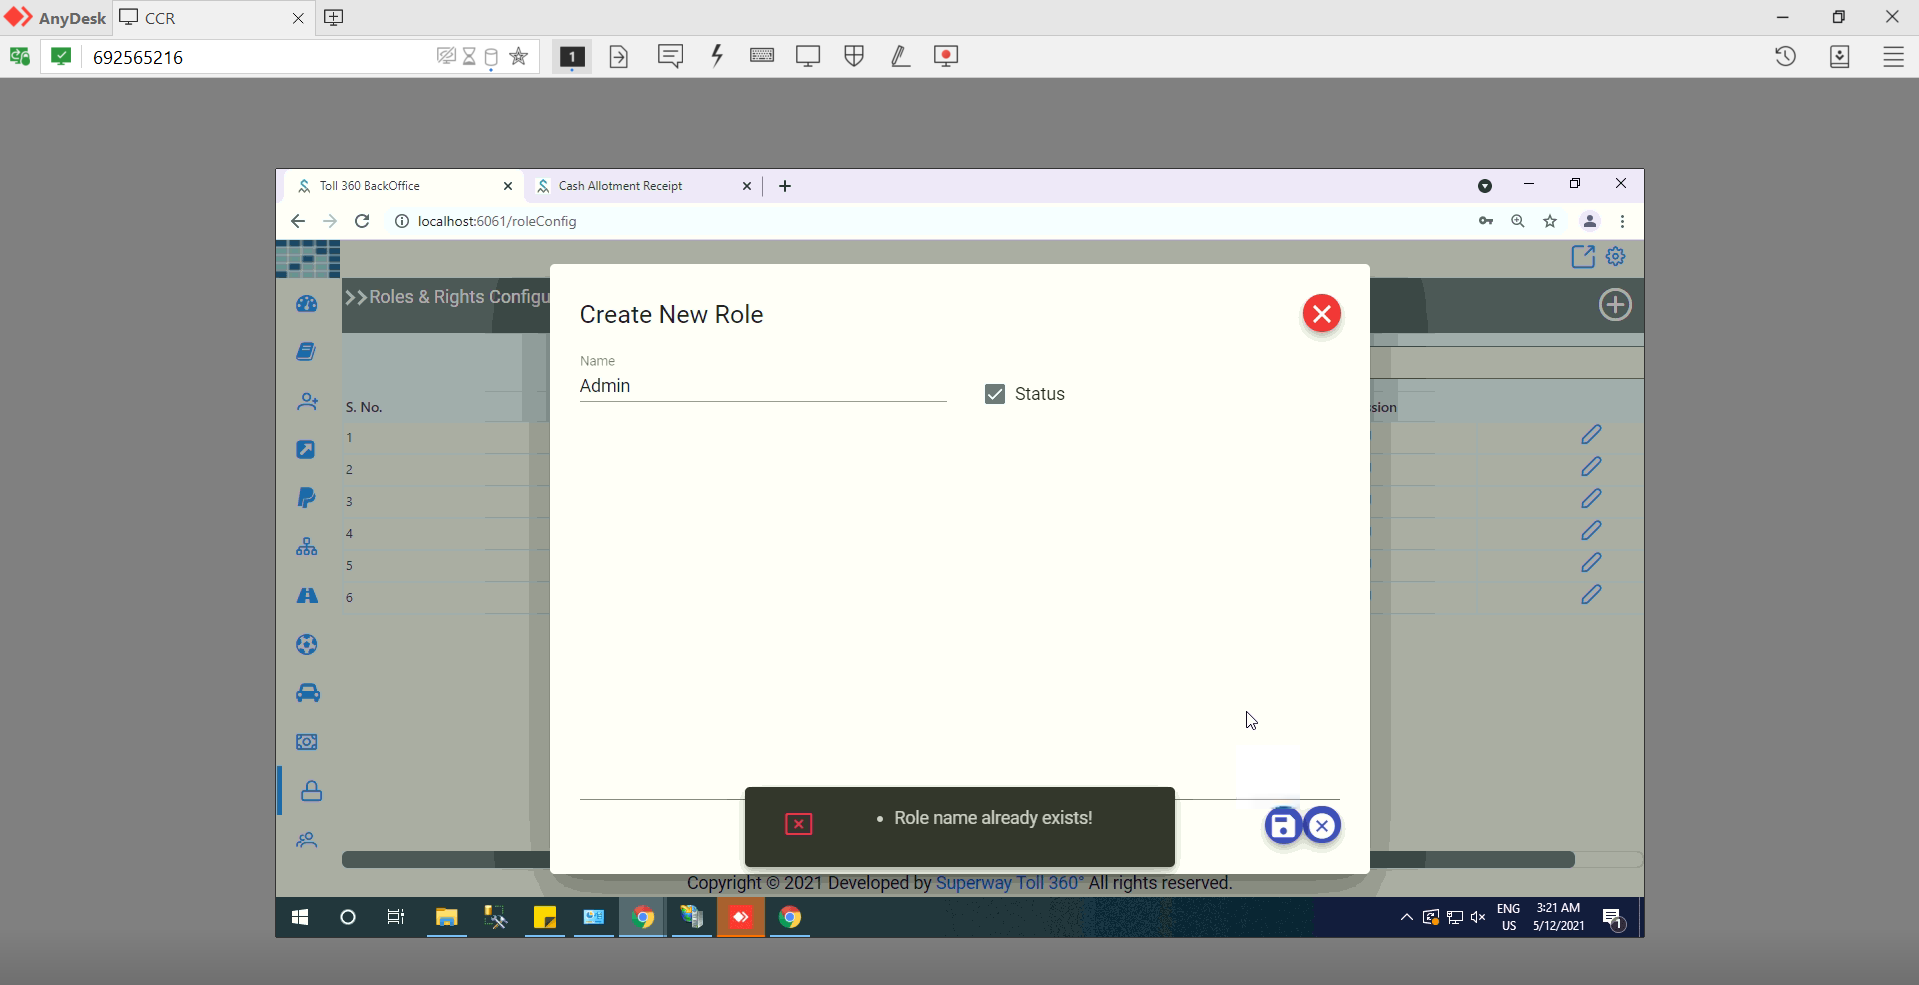 AnyDesk
CCR
692565216
1
Toll 360 BackOffice
Cash Allotment Receipt
localhost:6061/roleConfig
>>Roles & Rights Configu
Create New Role
Name
Admin
Status
S. No.
sion
1
2
3
4
5
6
Role name already exists!
Copyright © 2021 Developed by Superway Toll 360° All rights reserved.
ENG
US
3:21 AM
5/12/2021
1